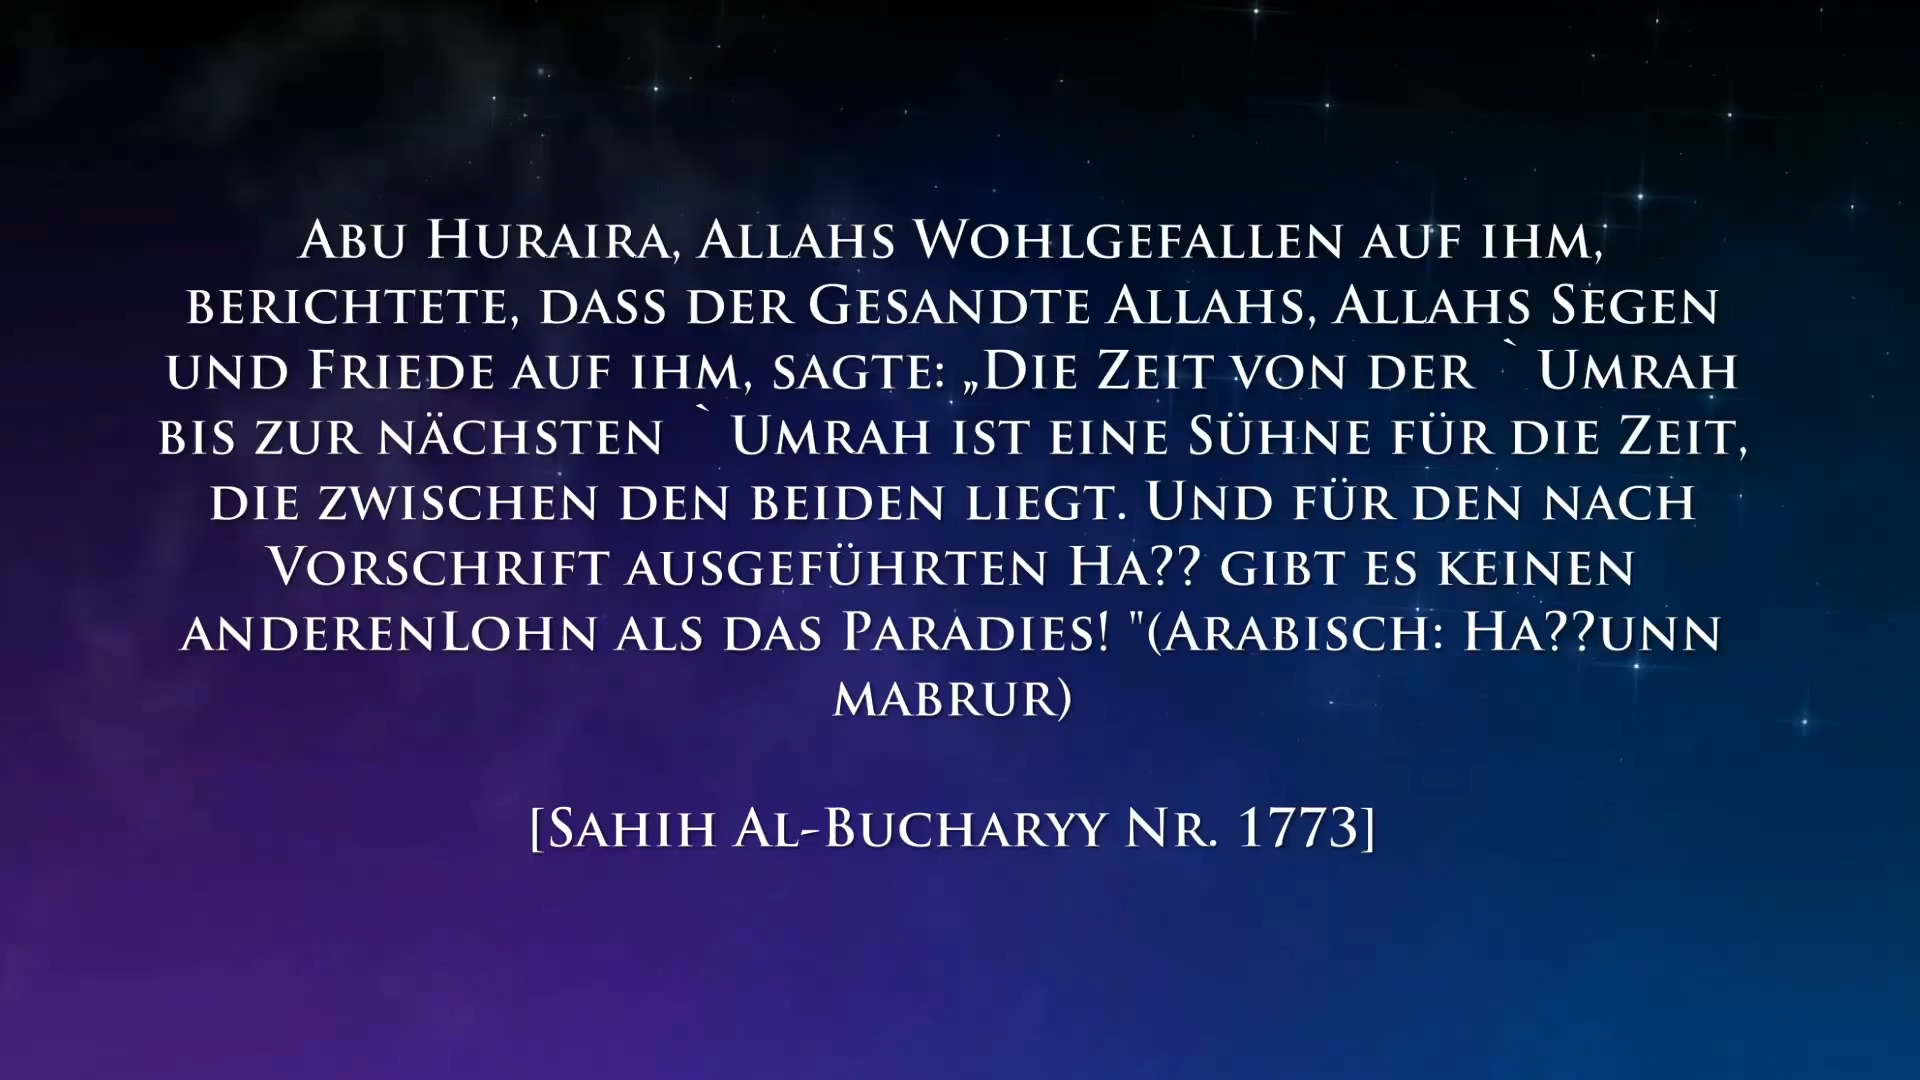 Abu Huraira, Allahs Wohlgefallen auf ihm,
berichtete, dass der Gesandte Allahs, Allahs Segen
und Friede auf ihm, sagte: „Die Zeit von der `Umrah
bis zur nächsten `Umrah ist eine Sühne für die Zeit,
die zwischen den beiden liegt. Und für den nach
Vorschrift ausgeführten Ha?? gibt es keinen
anderenLohn als das Paradies! "(Arabisch: Ha??unn
mabrur)
[Sahih Al-Bucharyy Nr. 1773]